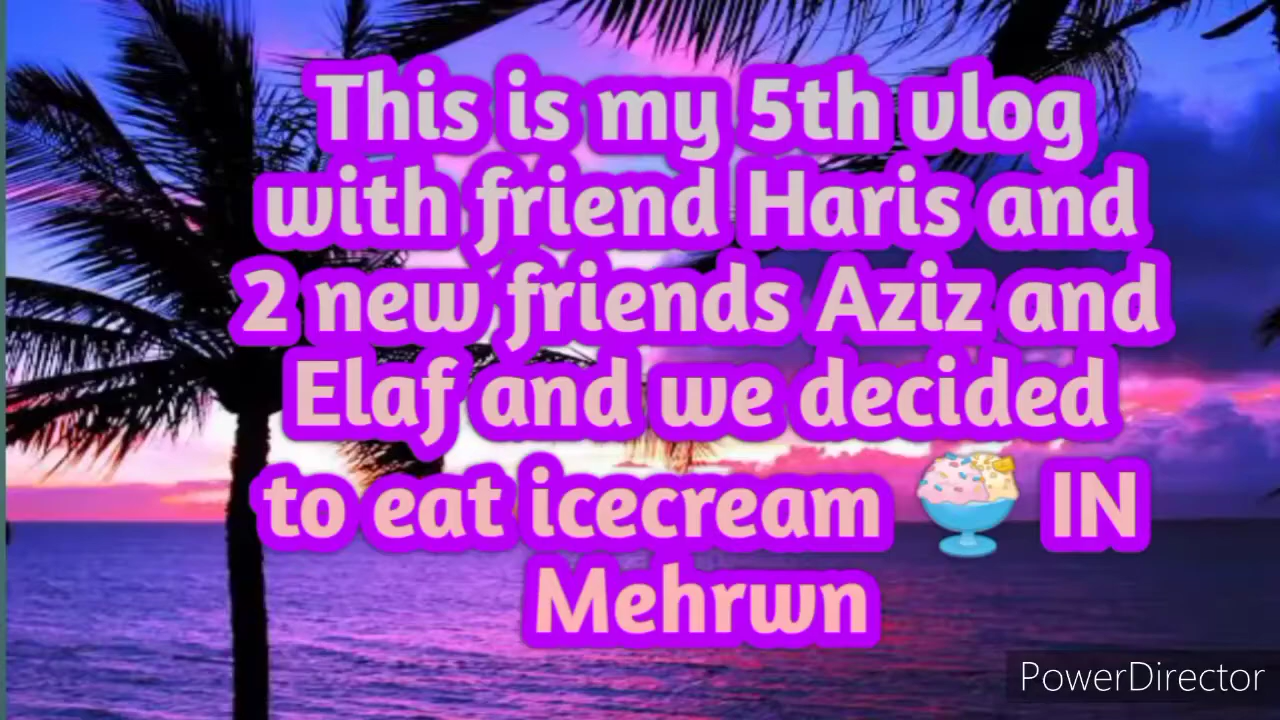 This is my 5th vlog
with friend Haris and
2 new friends Aziz and
Elaf and we decided
to eat icecream 🍨 IN
Mehrwn
PowerDirector